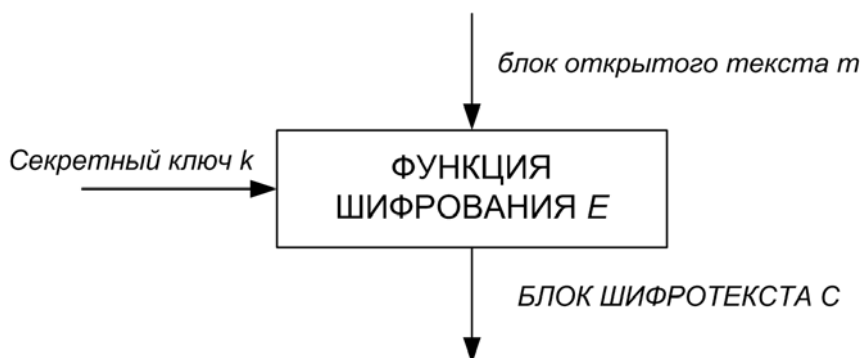 блок открытого текста m
Секретный ключ k
ФУНКЦИЯ
ШИФРОВАНИЯ E
БЛОК ШИФРОТЕКСТА C